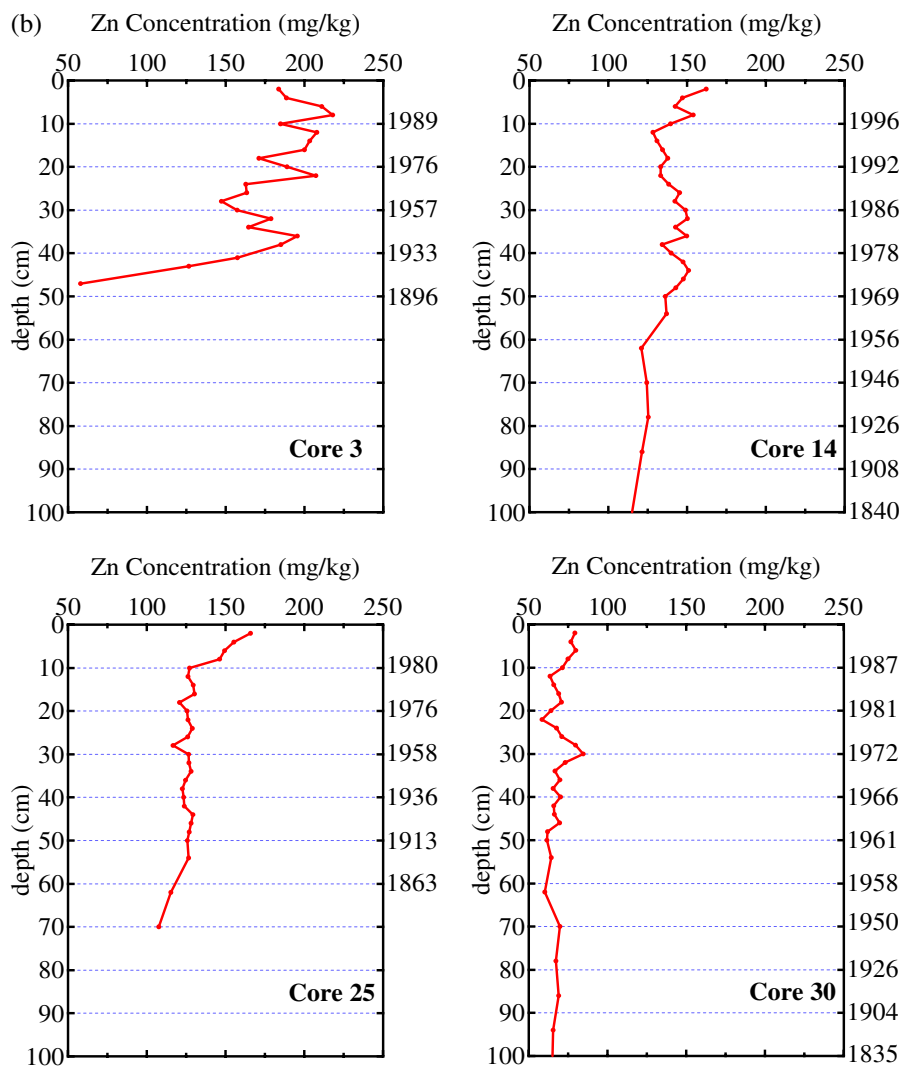 (b)
Zn Concentration (mg/kg)
50 100 150 200 250
0
10 1989
20 1976
30 1957
40 1933
50 1896
60
70
80
90
100
depth (cm)
Core 3
Zn Concentration (mg/kg)
50 100 150 200 250
0
10 1996
20 1992
30 1986
40 1978
50 1969
60 1956
70 1946
80 1926
90 1908
100 1840
depth (cm)
Core 14
Zn Concentration (mg/kg)
50 100 150 200 250
0
10 1980
20 1976
30 1958
40 1936
50 1913
60 1863
70
80
90
100
depth (cm)
Core 25
Zn Concentration (mg/kg)
50 100 150 200 250
0
10 1987
20 1981
30 1972
40 1966
50 1961
60 1958
70 1950
80 1926
90 1904
100 1835
depth (cm)
Core 30